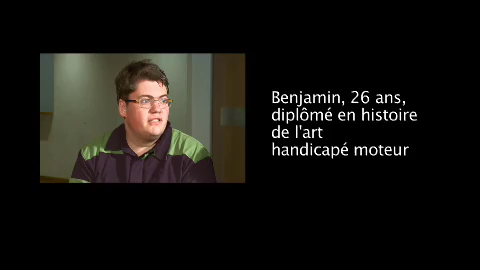 Benjamin, 26 ans,
diplômé en histoire
de l'art
handicapé moteur